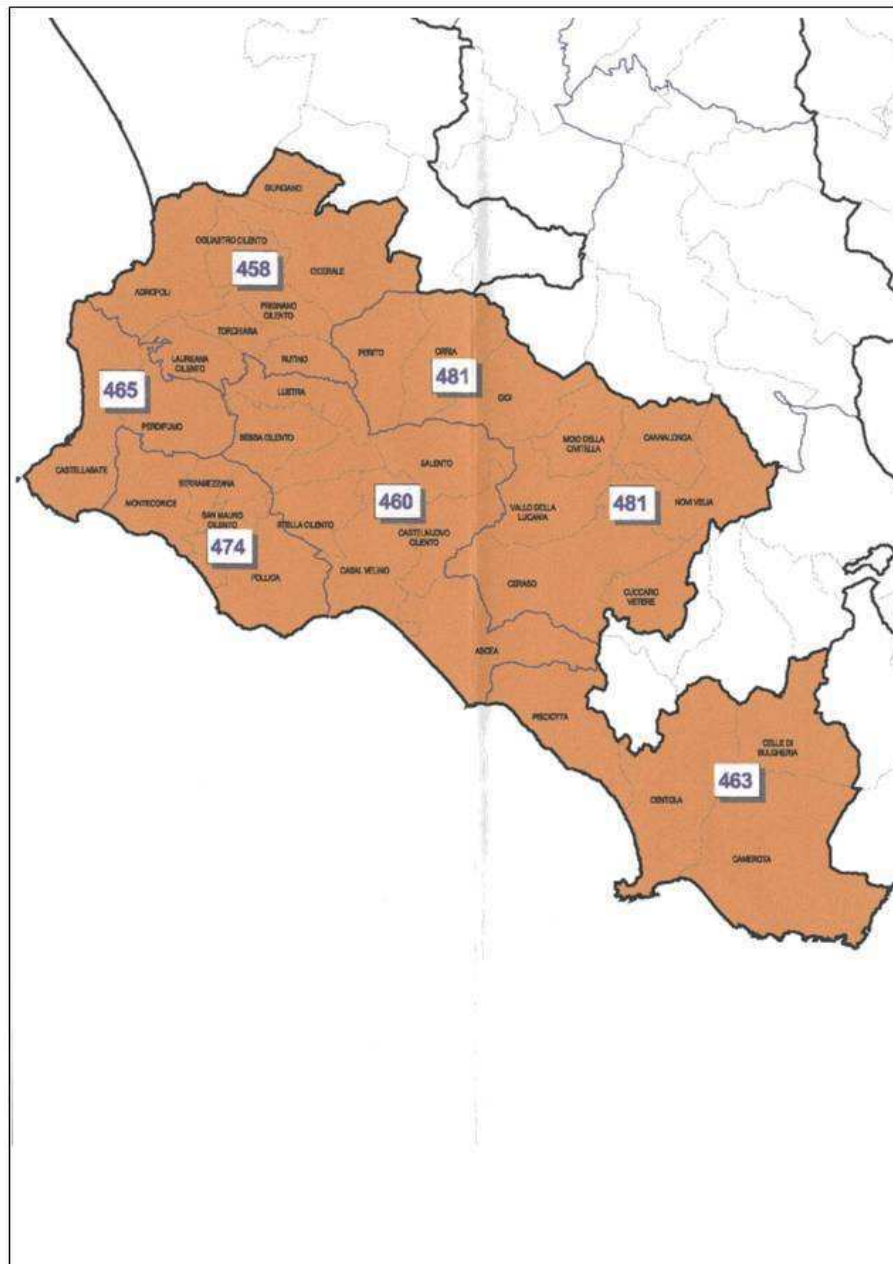 GIUNGANO
OGLIASTRO CILENTO
458
CICERALE
AGROPOLI
PRIGNANO
CILENTO
TORCHIARA
LAUREANA
CILENTO
RUTINO
PERITO
ORRIA
481
GIOI
465
LUSTRA
PERDIFUMO
SESSA CILENTO
MOIO DELLA
CIVITELLA
CANNALONGA
CASTELLABATE
SERRAMEZZANA
SALENTO
MONTECORICE
SAN MAURO
CILENTO
STELLA CILENTO
460
VALLO DELLA
LUCANIA
481
NOVI VELIA
CASTELNUOVO
CILENTO
474
POLLICA
CASAL VELINO
CERASO
CUCCARO
VETERE
ASCEA
PISCIOTTA
CELLE DI
BULGHERIA
463
CENTOLA
CAMEROTA